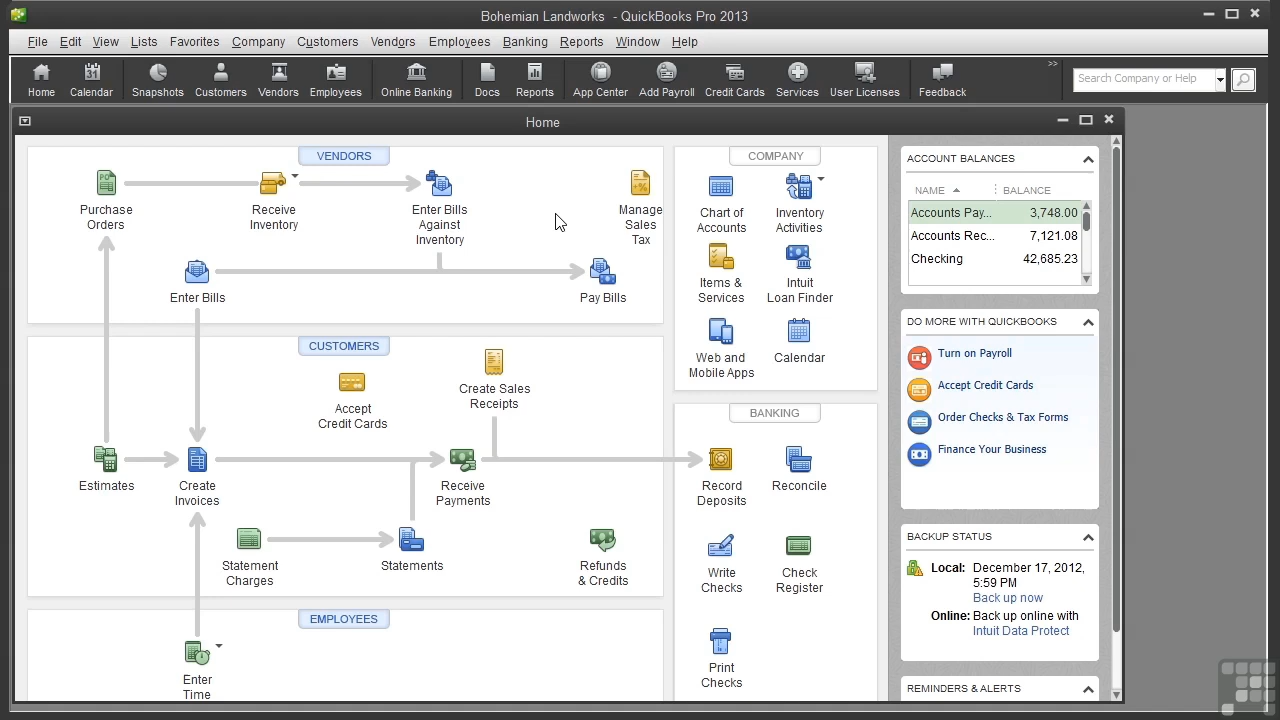 Bohemian Landworks - QuickBooks Pro 2013
File Edit View Lists Favorites Company Customers Vendors Employees Banking Reports Window Help
31
Home Calendar Snapshots Customers Vendors Employees Online Banking Docs Reports App Center Add Payroll Credit Cards Services User Licenses Feedback
>>
Search Company or Help
Home
VENDORS
PO
Purchase
Orders
Receive
Inventory
Enter Bills
Against
Inventory
Manage
Sales
Tax
Enter Bills
Pay Bills
CUSTOMERS
Accept
Credit Cards
Create Sales
Receipts
Estimates
Create
Invoices
Receive
Payments
Statement
Charges
Statements
Refunds
& Credits
EMPLOYEES
Enter
Time
COMPANY
Chart of
Accounts
Inventory
Activities
Items &
Services
Intuit
Loan Finder
Web and
Mobile Apps
Calendar
BANKING
Record
Deposits
Reconcile
Write
Checks
Check
Register
Print
Checks
ACCOUNT BALANCES
NAME BALANCE
Accounts Pay... 3,748.00
Accounts Rec... 7,121.08
Checking 42,685.23
DO MORE WITH QUICKBOOKS
Turn on Payroll
Accept Credit Cards
Order Checks & Tax Forms
Finance Your Business
BACKUP STATUS
Local: December 17, 2012,
5:59 PM
Back up now
Online: Back up online with
Intuit Data Protect
REMINDERS & ALERTS